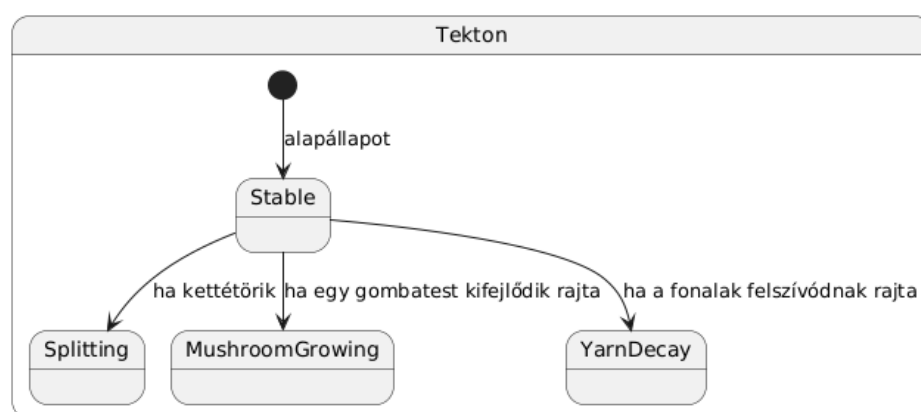 Tekton
alapállapot
Stable
ha kettétörik
ha egy gombatest kifejlődik rajta
ha a fonalak felszívódnak rajta
Splitting
MushroomGrowing
YarnDecay